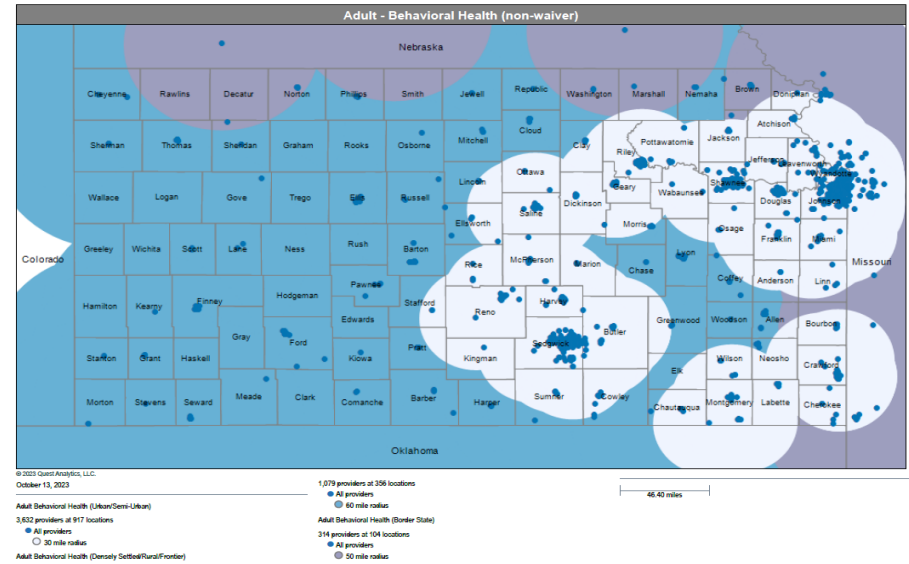 Adult - Behavioral Health (non-waiver)
Nebraska
Cheyenne Rawlins Decatur Norton Phillips Smith Jewell Republic Washington Marshall Nemaha Brown Doniphan
Atchison
Sherman Thomas Sheridan Graham Rooks Osborne Mitchell Cloud Clay Riley Pottawatomie Jackson
Jefferson Leavenworth
Wyandotte
Wallace Logan Gove Trego Ellis Russell Lincoln Ottawa Geary Wabaunsee Shawnee
Dickinson Douglas Johnson
Saline
Ellsworth Morris Osage
Colorado Greeley Wichita Scott Lane Ness Rush Barton Franklin Miami Missouri
Rice McPherson Marion Chase Lyon
Coffey Anderson Linn
Pawnee
Hamilton Kearny Finney Hodgeman Stafford Reno Harvey
Gray Ford Edwards Greenwood Woodson Allen Bourbon
Butler
Stanton Grant Haskell Kiowa Pratt Kingman Sedgwick Wilson Neosho
Elk Crawford
Morton Stevens Seward Meade Clark Comanche Barber Harper Sumner Cowley Chautauqua Montgomery Labette Cherokee
Oklahoma
© 2023 Quest Analytics, LLC.
October 13, 2023
Adult Behavioral Health (Urban/Semi-Urban)
3,632 providers at 917 locations
All providers
30 mile radius
Adult Behavioral Health (Densely Settled/Rural/Frontier)
1,079 providers at 356 locations
All providers
60 mile radius
Adult Behavioral Health (Border State)
314 providers at 104 locations
All providers
50 mile radius
46.40 miles